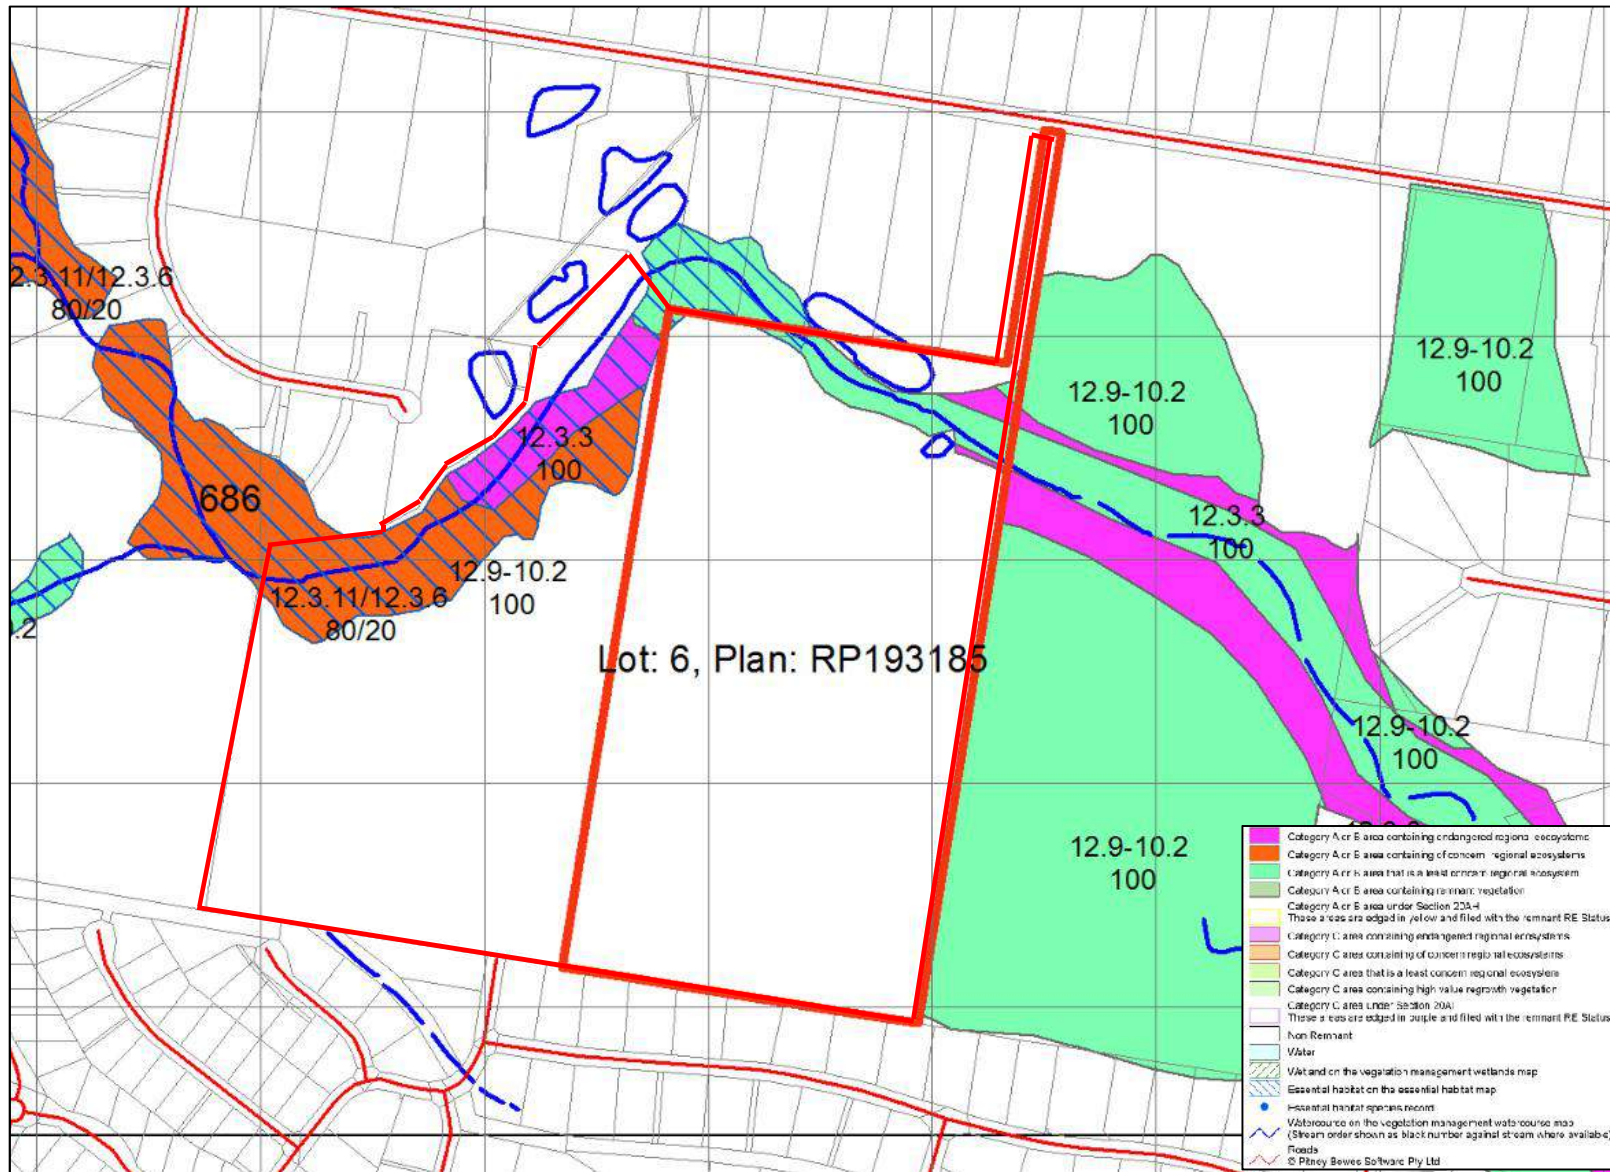 2.3.11/12.3.6
80/20
12.9-10.2
100
12.9-10.2
100
12.3.3
100
686
12.3.3
100
12.9-10.2
100
12.3.11/12.3.6
80/20
.2
Lot: 6, Plan: RP193185
12.9-10.2
100
12.9-10.2
100
Category A or B area containing endangered regional ecosystems
Category A or B area containing of concern regional ecosystems
Category A or B area that is a least concern regional ecosystem
Category A or B area containing remnant vegetation
Category A or B area under Section 20AH
These areas are edged in yellow and filled with the remnant RE Status
Category C area containing endangered regional ecosystems
Category C area containing of concern regional ecosystems
Category C area that is a least concern regional ecosystem
Category C area containing high value regrowth vegetation
Category C area under Section 20AI
These areas are edged in purple and filled with the remnant RE Status
Non Remnant
Water
Wetland on the vegetation management wetlands map
Essential habitat on the essential habitat map
Essential habitat species record
Watercourse on the vegetation management watercourse map
(Stream order shown as black number against stream where available)
Roads
© Pitney Bowes Software Pty Ltd